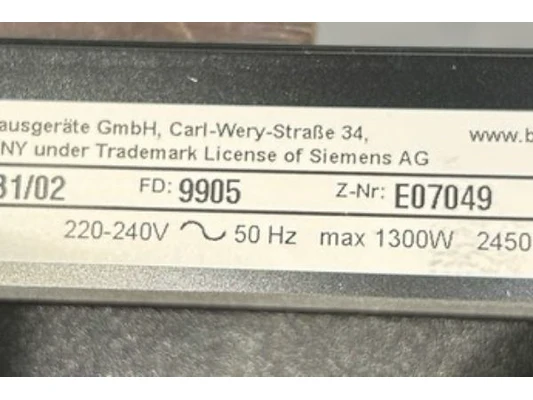 ausgeräte GmbH, Carl-Wery-Straße 34, www.b
NY under Trademark License of Siemens AG
31/02 FD: 9905 Z-Nr: E07049
220-240V ～ 50 Hz max 1300W 2450